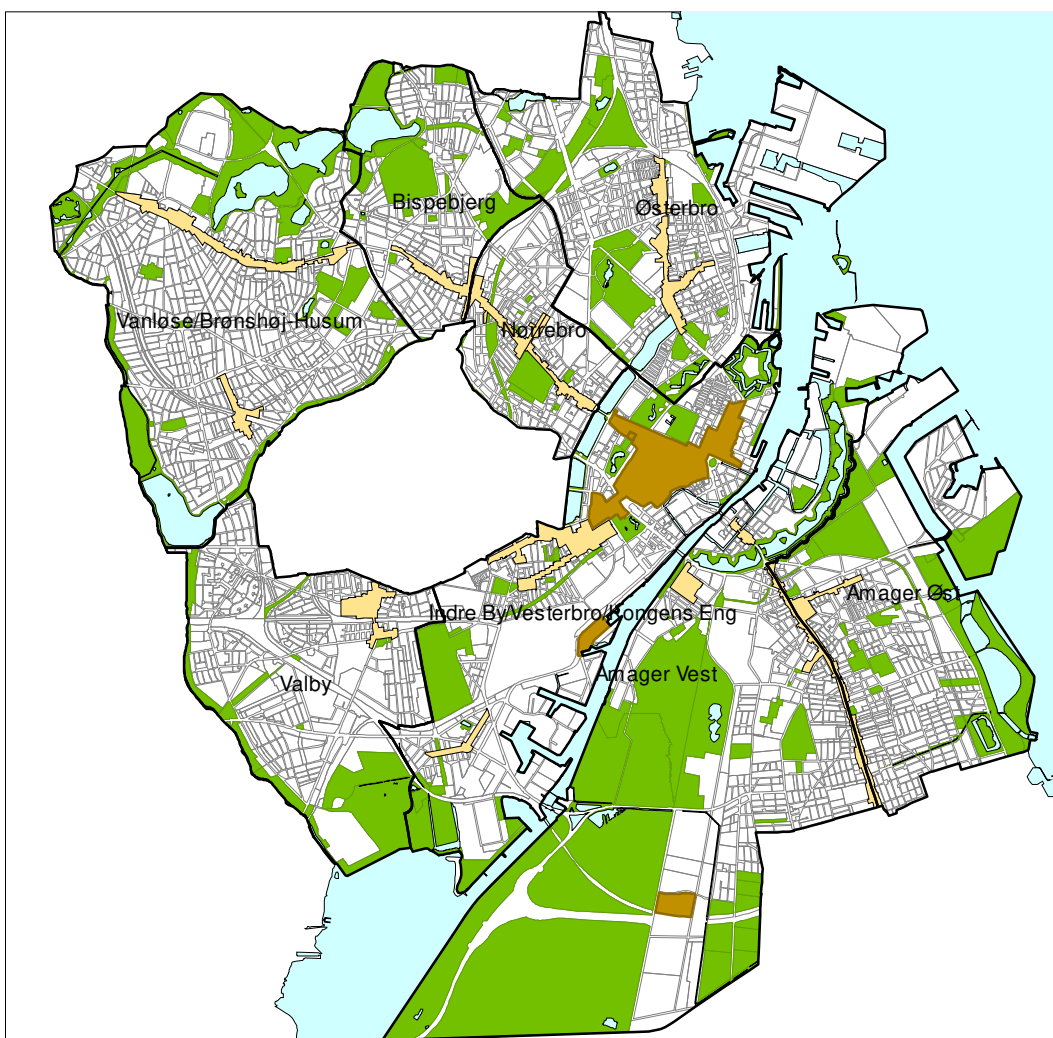 Bispebjerg
Østerbro
Vanløse/Brønshøj-Husum
Nørrebro
Amager Øst
Indre By/Vesterbro/Kongens Eng
Amager Vest
Valby